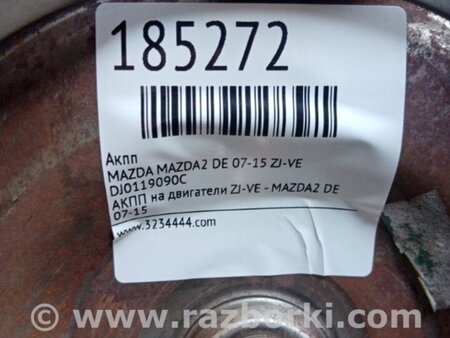 185272
Акпп
MAZDA MAZDA2 DE 07-15 ZJ-VE
DJ0119090C
АКПП на двигатели ZJ-VE - MAZDA2 DE
07-15
www.3234444.com
© www.razborki.com